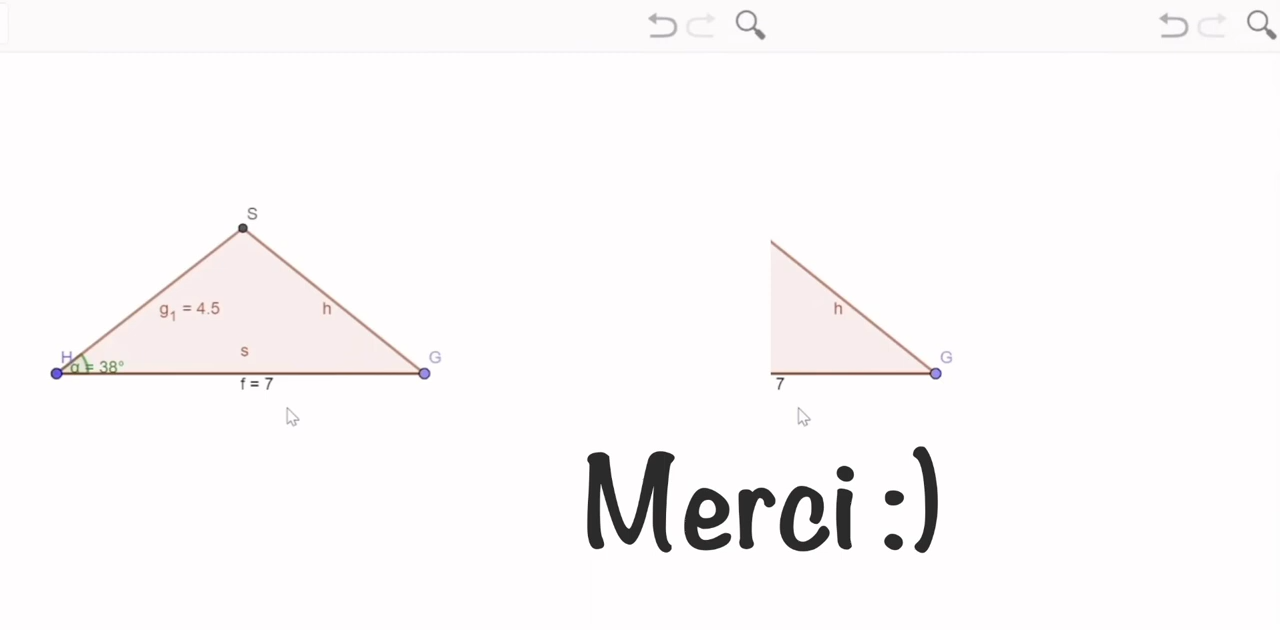 S
g₁ = 4.5
h
h
s
H
α = 38°
G
G
f = 7
7
Merci :)